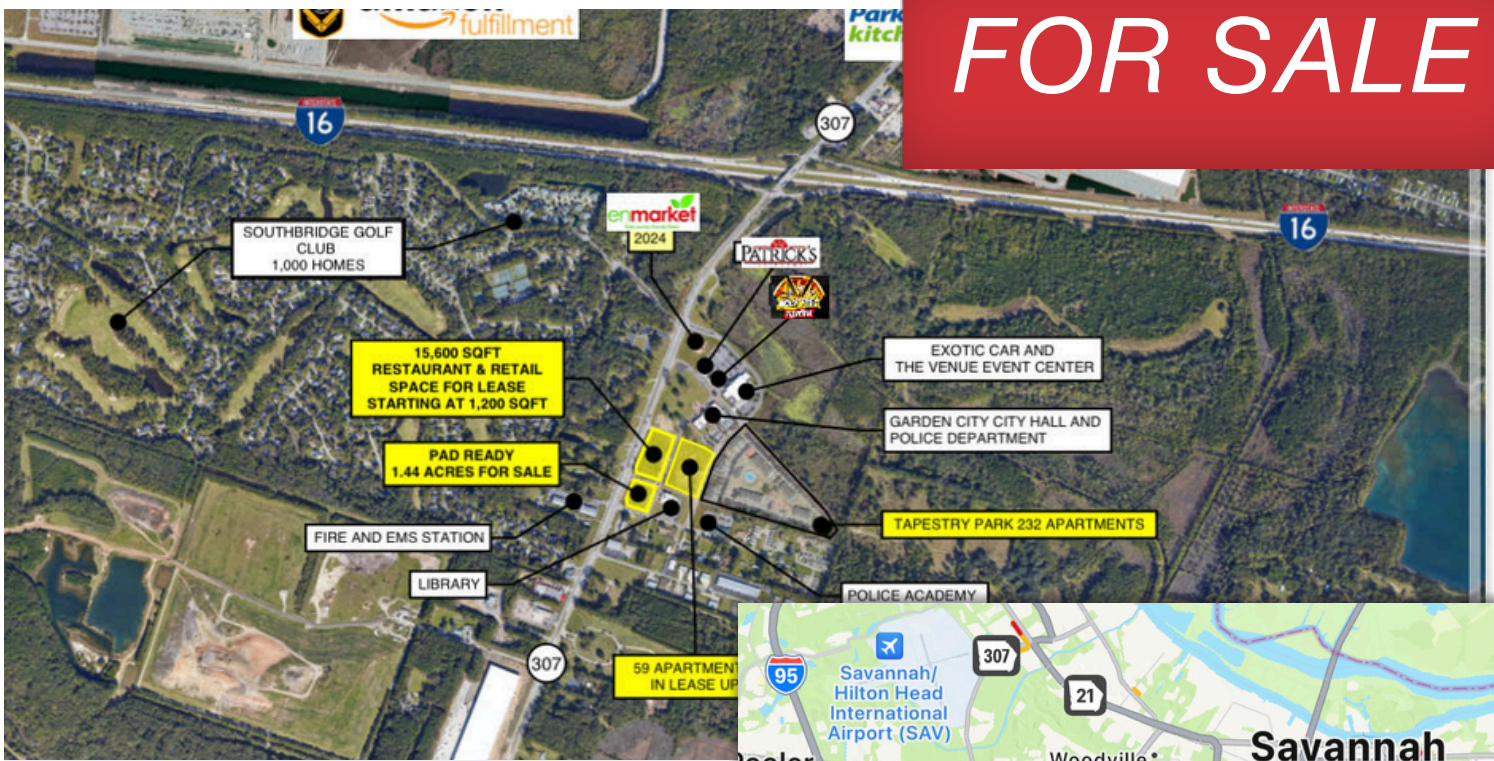 fulfillment
FOR SALE
16
307
enmarket
2024
PATRICK'S
16
SOUTHBRIDGE GOLF
CLUB
1,000 HOMES
15,600 SQFT
RESTAURANT & RETAIL
SPACE FOR LEASE
STARTING AT 1,200 SQFT
EXOTIC CAR AND
THE VENUE EVENT CENTER
GARDEN CITY CITY HALL AND
POLICE DEPARTMENT
PAD READY
1.44 ACRES FOR SALE
TAPESTRY PARK 232 APARTMENTS
FIRE AND EMS STATION
LIBRARY
POLICE ACADEMY
307
59 APARTMENT
IN LEASE UP
95
Savannah/
Hilton Head
International
Airport (SAV)
307
21
Woodville
Savannah